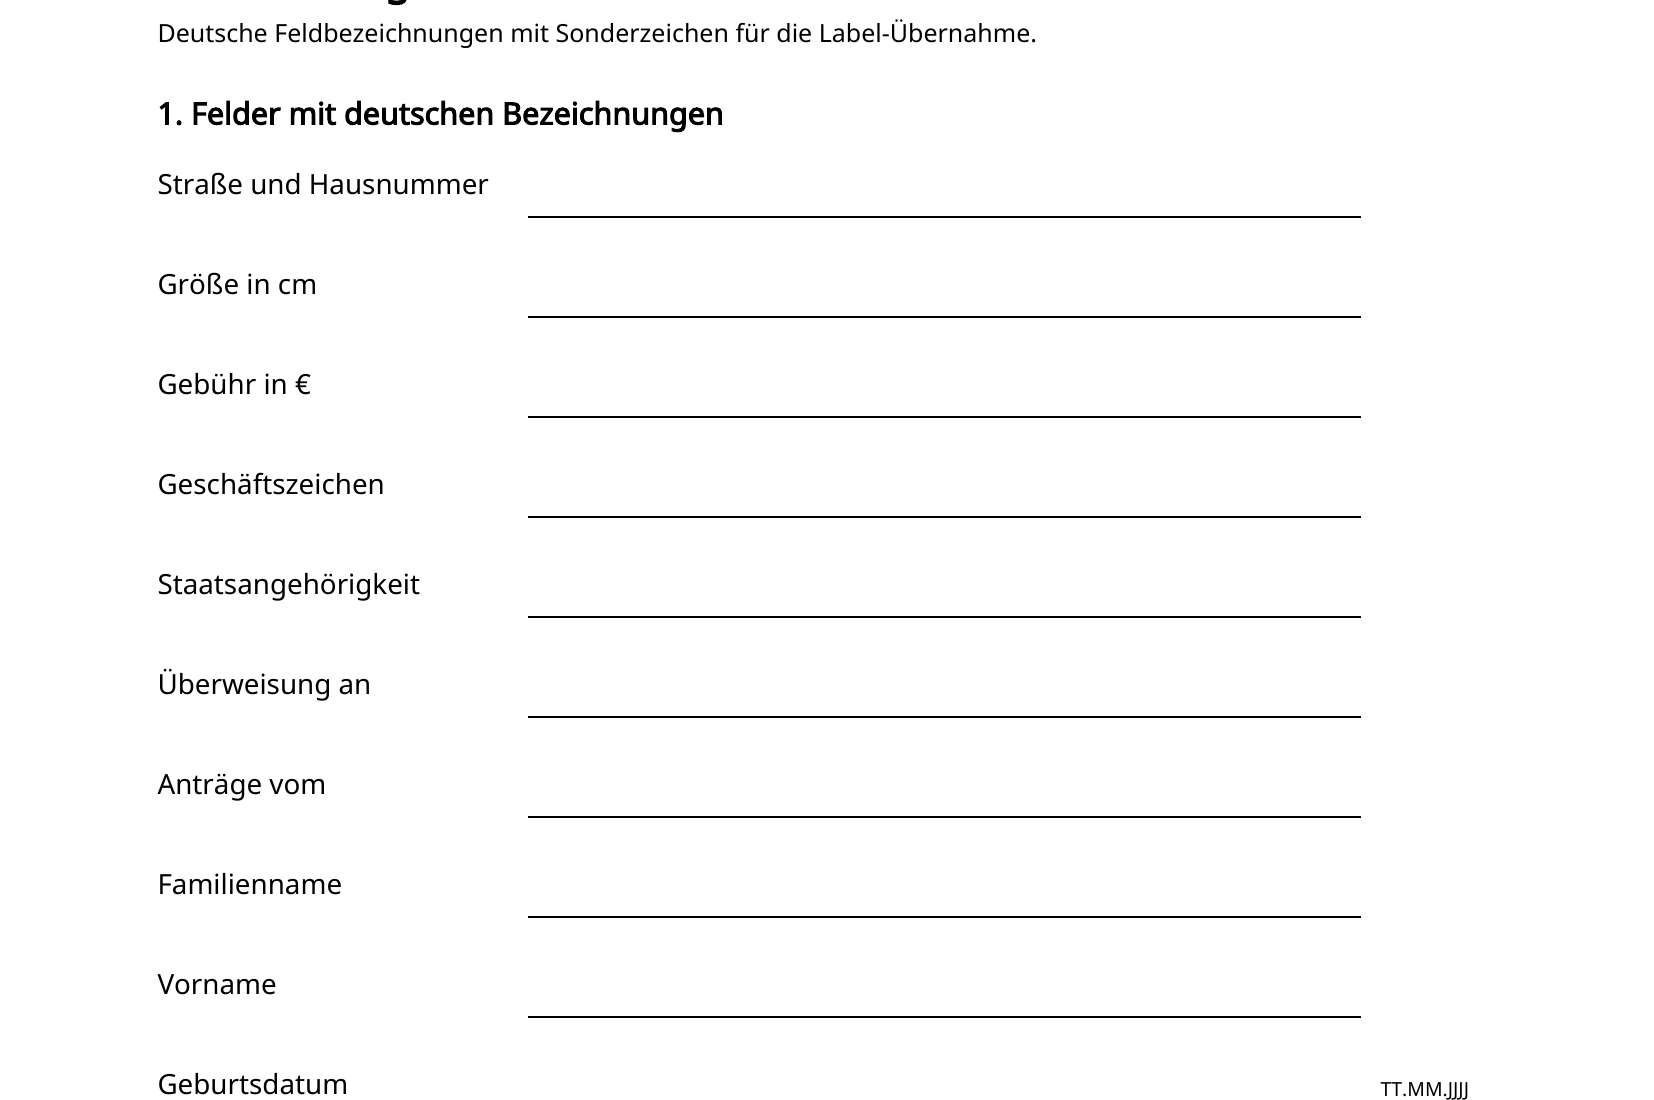 Deutsche Feldbezeichnungen mit Sonderzeichen für die Label-Übernahme.
1. Felder mit deutschen Bezeichnungen
Straße und Hausnummer
Größe in cm
Gebühr in €
Geschäftszeichen
Staatsangehörigkeit
Überweisung an
Anträge vom
Familienname
Vorname
Geburtsdatum TT.MM.JJJJ